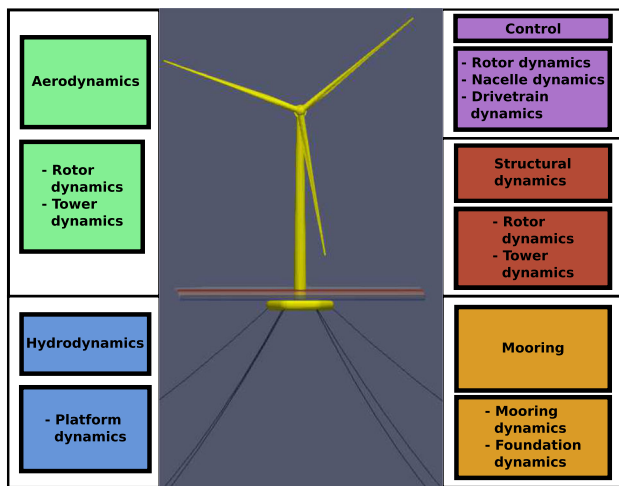 Aerodynamics
- Rotor
dynamics
- Tower
dynamics
Hydrodynamics
- Platform
dynamics
Control
- Rotor dynamics
- Nacelle dynamics
- Drivetrain
dynamics
Structural
dynamics
- Rotor
dynamics
- Tower
dynamics
Mooring
- Mooring
dynamics
- Foundation
dynamics